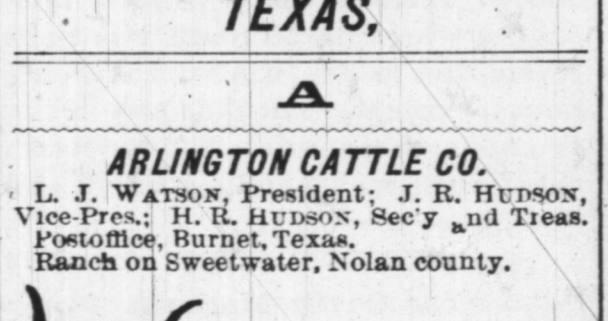 TEXAS,
A
ARLINGTON CATTLE CO.
L. J. WATSON, President; J. R. HUDSON,
Vice-Pres.; H. R. HUDSON, Sec'y and Treas.
Postoffice, Burnet, Texas.
Ranch on Sweetwater, Nolan county.